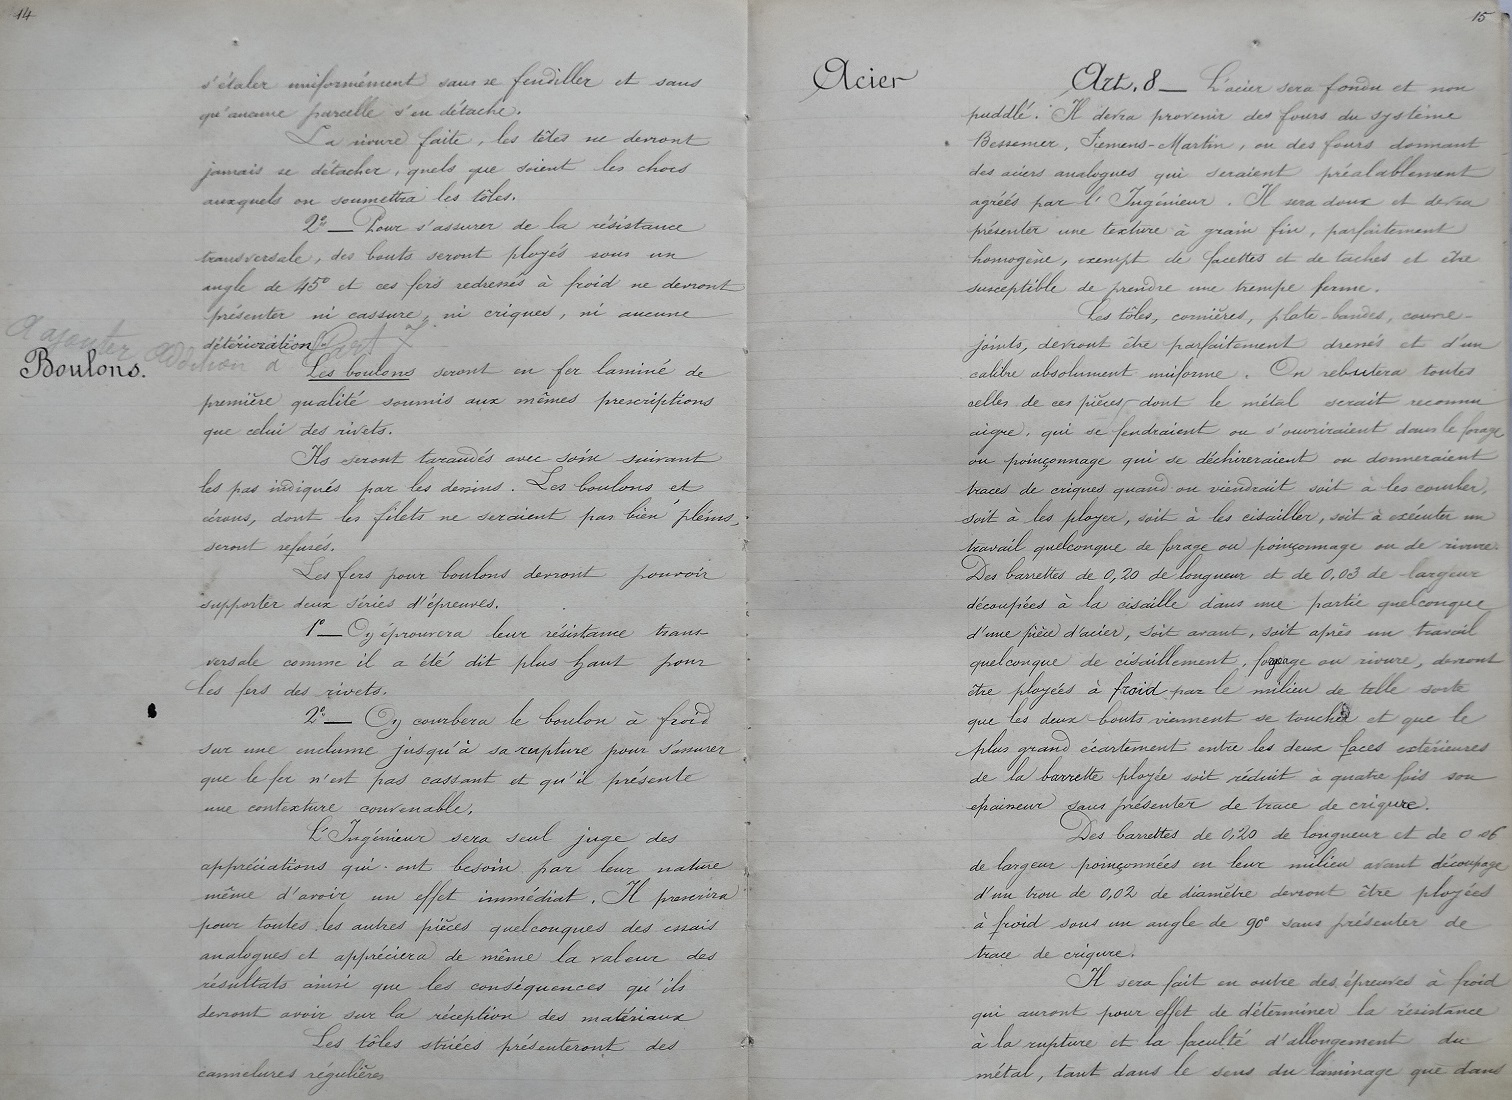 14
s'étaler uniformément sans se fendiller et sans
qu'aucune parcelle s'en détache.
La rivure faite, les têtes ne devront
jamais se détacher, quels que soient les chocs
auxquels on soumettra les tôles.
2° — Pour s'assurer de la résistance
transversale, des bouts seront ployés sous un
angle de 45° et ces fers redressés à froid ne devront
présenter ni cassure, ni criques, ni aucune
détérioration.
A ajouter Addition à l'art 7
Boulons.
Les boulons seront en fer laminé de
première qualité soumis aux mêmes prescriptions
que celui des rivets.
Ils seront taraudés avec soin suivant
les pas indiqués par les dessins. Les boulons et
écrous, dont les filets ne seraient pas bien pleins,
seront refusés.
Les fers pour boulons devront pouvoir
supporter deux séries d'épreuves.
1° — On éprouvera leur résistance trans-
versale comme il a été dit plus haut pour
les fers des rivets.
2° — On courbera le boulon à froid
sur une enclume jusqu'à sa rupture pour s'assurer
que le fer n'est pas cassant et qu'il présente
une contexture convenable.
L'Ingénieur sera seul juge des
appréciations qui ont besoin par leur nature
même d'avoir un effet immédiat. Il prescrira
pour toutes les autres pièces quelconques des essais
analogues et appréciera de même la valeur des
résultats ainsi que les conséquences qu'ils
devront avoir sur la réception des matériaux
Les tôles striées présenteront des
cannelures régulières
15
Acier
Art. 8 — L'acier sera fondu et non
puddlé. Il devra provenir des fours du système
Bessemer, Siemens-Martin, ou des fours donnant
des aciers analogues qui seraient préalablement
agréés par l'Ingénieur. Il sera doux et devra
présenter une texture à grain fin, parfaitement
homogène, exempt de facettes et de taches et être
susceptible de prendre une trempe ferme.
Les tôles, cornières, plate-bandes, couvre-
joints, devront être parfaitement dressés et d'un
calibre absolument uniforme. On rebutera toutes
celles de ces pièces dont le métal serait reconnu
aigre, qui se fendraient ou s'ouvriraient dans le forage
ou poinçonnage qui se déchireraient ou donneraient
traces de criques quand on viendrait soit à les courber,
soit à les ployer, soit à les cisailler, soit à exécuter un
travail quelconque de forage ou poinçonnage ou de rivure.
Des barrettes de 0,20 de longueur et de 0,03 de largeur
découpées à la cisaille dans une partie quelconque
d'une pièce d'acier, soit avant, soit après un travail
quelconque de cisaillement, forage ou rivure, devront
être ployées à froid par le milieu de telle sorte
que les deux bouts viennent se toucher et que le
plus grand écartement entre les deux faces extérieures
de la barrette ployée soit réduit à quatre fois son
epaisseur sans présenter de trace de criqure.
Des barrettes de 0,20 de longueur et de 0 06
de largeur poinçonnées en leur milieu avant découpage
d'un trou de 0,02 de diamètre devront être ployées
à froid sous un angle de 90° sans présenter de
trace de criqure.
Il sera fait en outre des épreuves à froid
qui auront pour effet de déterminer la résistance
à la rupture et la faculté d'allongement du
métal, tant dans le sens du laminage que dans